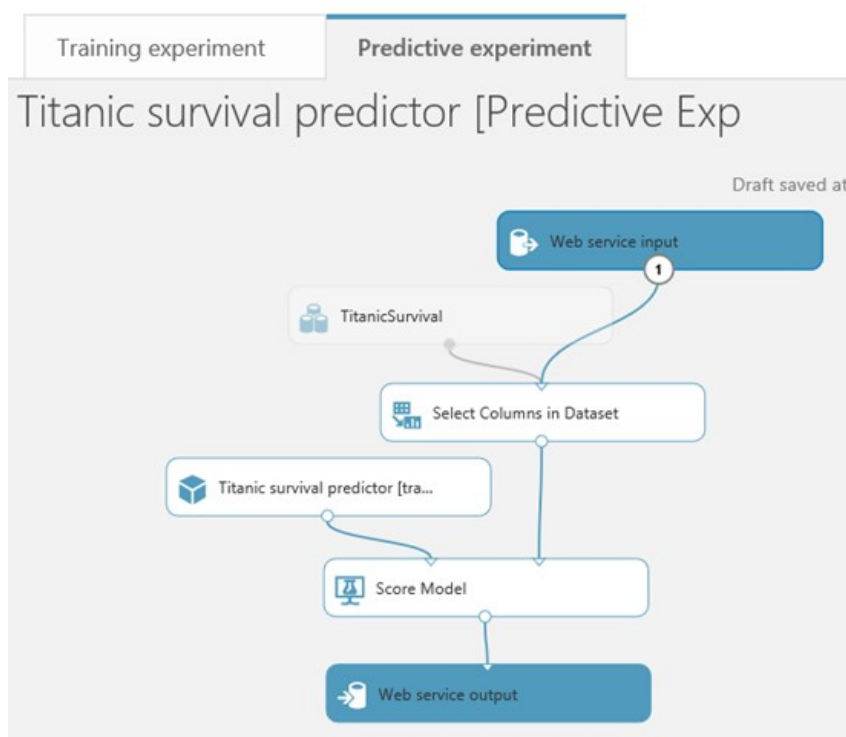 Training experiment
Predictive experiment
Titanic survival predictor [Predictive Exp
Draft saved at
Web service input
1
TitanicSurvival
Select Columns in Dataset
Titanic survival predictor [tra...
Score Model
Web service output